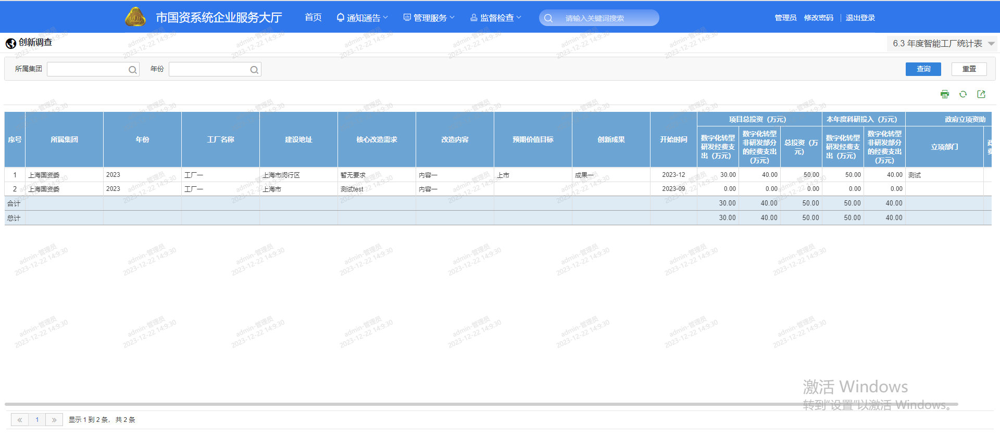 市国资系统企业服务大厅 首页 通知通告 管理服务 监督检查 请输入关键词搜索 管理员 修改密码 | 退出登录
创新调查 6.3 年度智能工厂统计表
所属集团 年份 查询 重置
序号 所属集团 年份 工厂名称 建设地址 核心改造需求 改造内容 预期价值目标 创新成果 开始时间 项目总投资（万元） 本年度科研投入（万元） 政府立项资助
数字化转型研发经费支出（万元） 数字化转型非研发部分的经费支出（万元） 总投资（万元） 数字化转型研发经费支出（万元） 数字化转型非研发部分的经费支出（万元） 立项部门
1 上海国资委 2023 工厂一 上海市闵行区 暂无要求 内容一 上市 成果一 2023-12 30.00 40.00 50.00 50.00 40.00 测试
2 上海国资委 2023 工厂一 上海市 测试test 内容一 2023-09 0.00 0.00 0.00 0.00 0.00
合计 30.00 40.00 50.00 50.00 40.00
总计 30.00 40.00 50.00 50.00 40.00
admin-管理员
2023-12-22 14:9:30
激活 Windows
转到“设置”以激活 Windows。
« 1 » 显示 1 到 2 条， 共 2 条